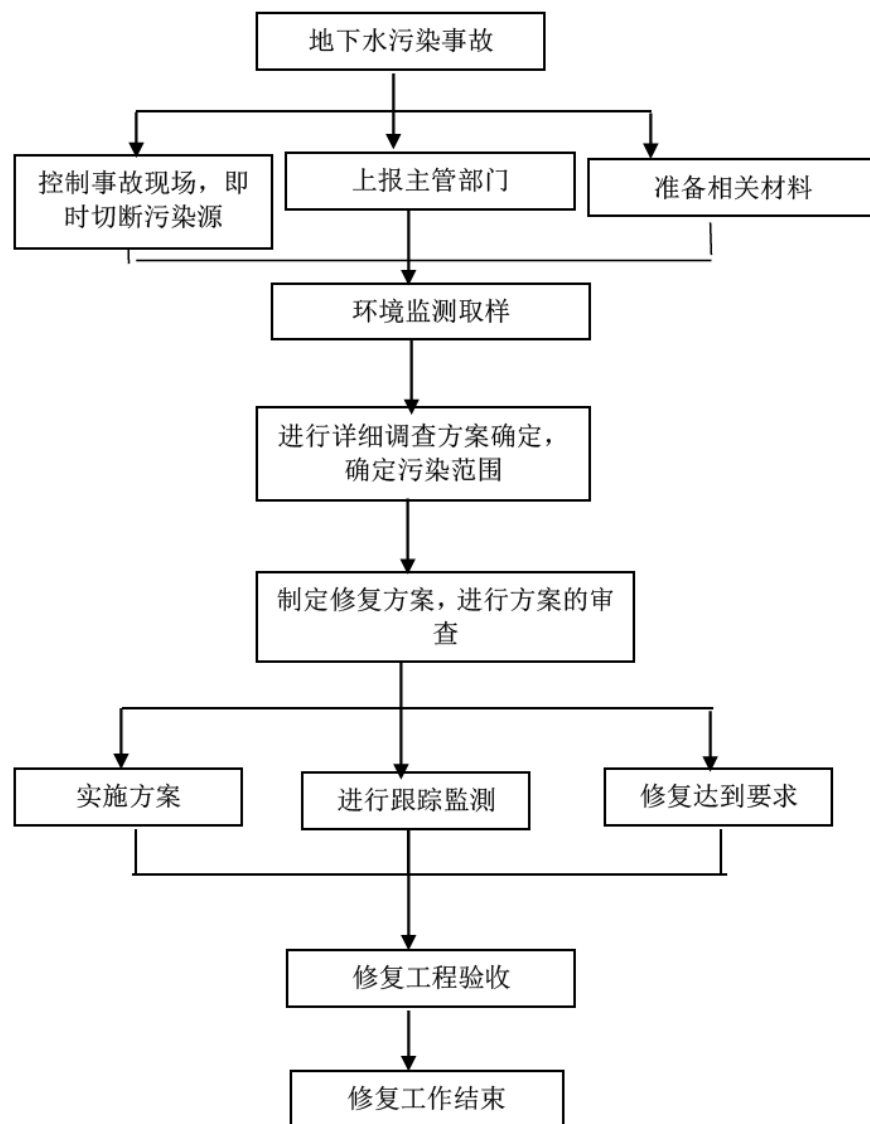 地下水污染事故
控制事故现场，即
时切断污染源
上报主管部门
准备相关材料
环境监测取样
进行详细调查方案确定，
确定污染范围
制定修复方案，进行方案的审
查
实施方案
进行跟踪監測
修复达到要求
修复工程验收
修复工作结束